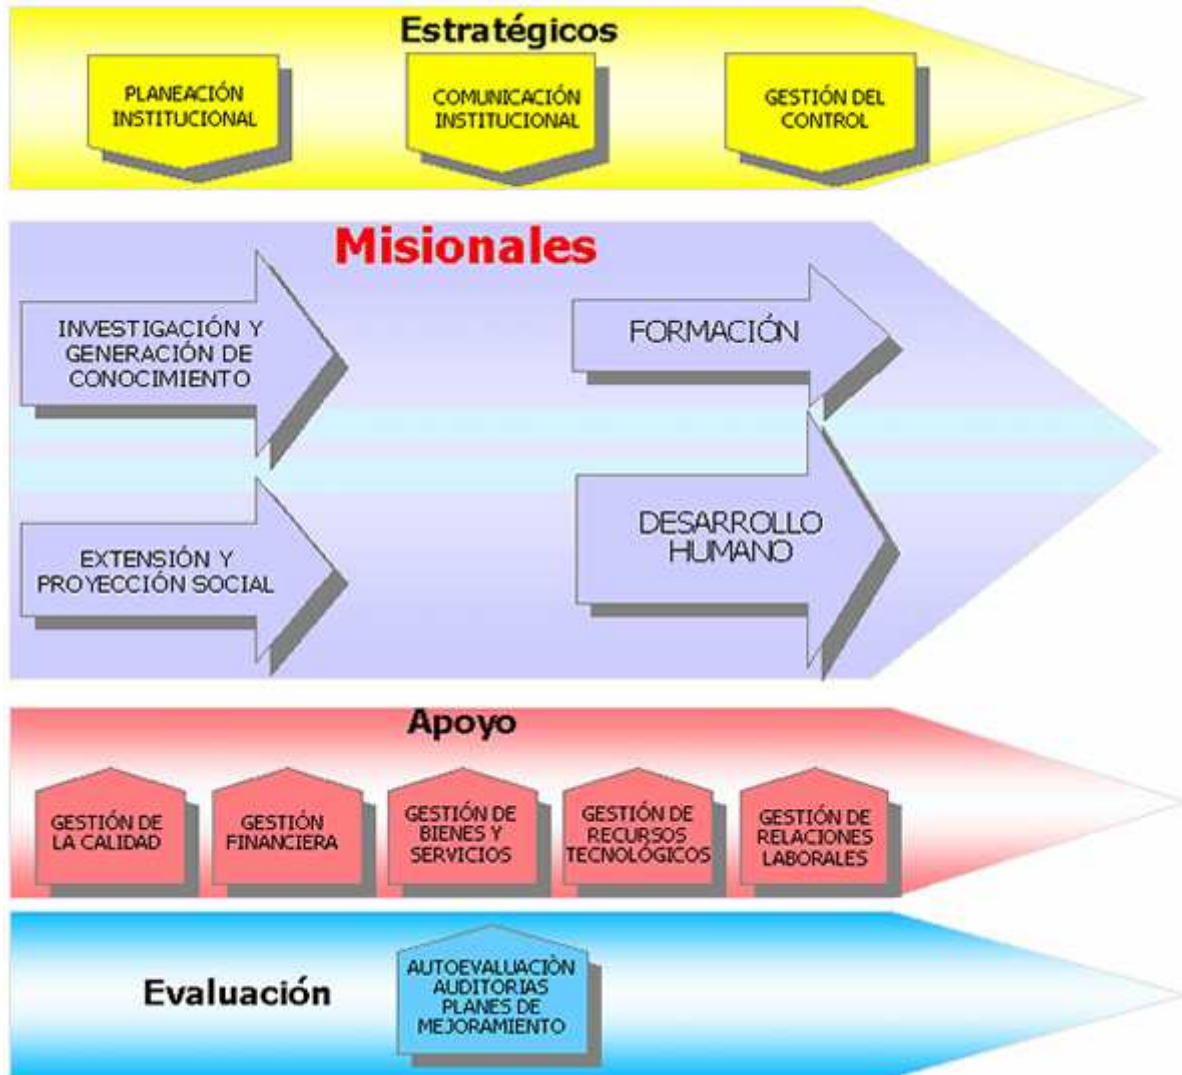 Estratégicos
PLANEACIÓN
INSTITUCIONAL
COMUNICACIÓN
INSTITUCIONAL
GESTIÓN DEL
CONTROL
Misionales
INVESTIGACIÓN Y
GENERACIÓN DE
CONOCIMIENTO
FORMACIÓN
EXTENSIÓN Y
PROYECCIÓN SOCIAL
DESARROLLO
HUMANO
Apoyo
GESTIÓN DE
LA CALIDAD
GESTIÓN
FINANCIERA
GESTIÓN DE
BIENES Y
SERVICIOS
GESTIÓN DE
RECURSOS
TECNOLÓGICOS
GESTIÓN DE
RELACIONES
LABORALES
Evaluación
AUTOEVALUACIÒN
AUDITORIAS
PLANES DE
MEJORAMIENTO